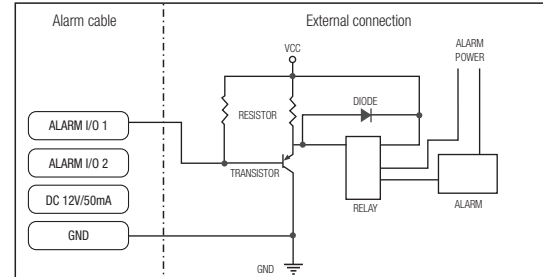 Alarm cable
External connection
VCC
ALARM
POWER
DIODE
RESISTOR
ALARM I/O 1
ALARM I/O 2
TRANSISTOR
DC 12V/50mA
RELAY
ALARM
GND
GND